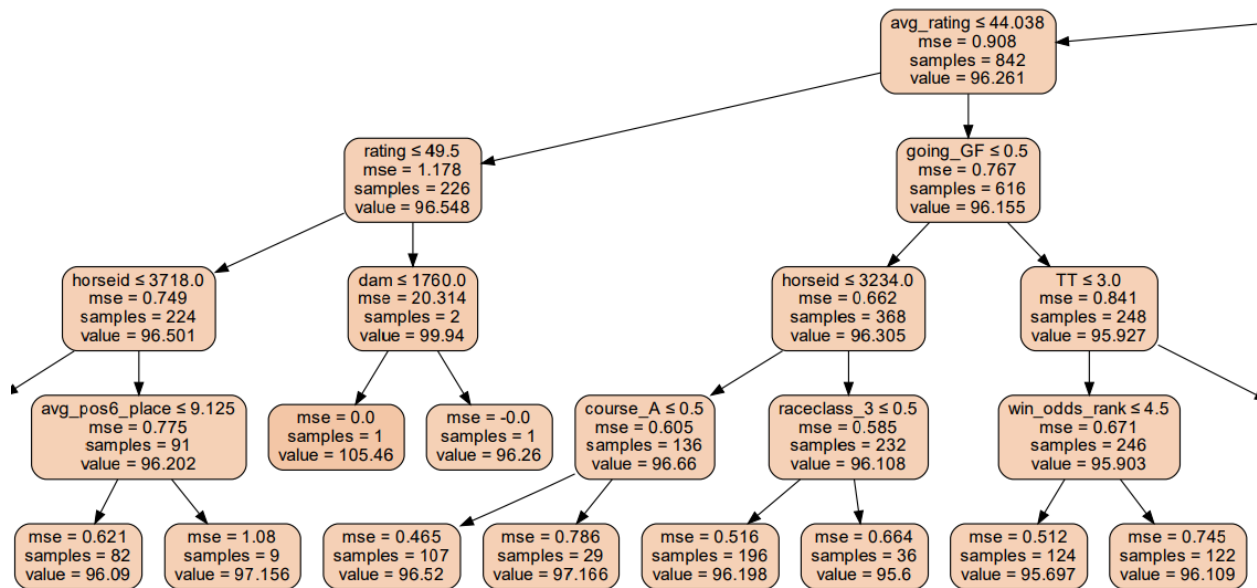 avg_rating ≤ 44.038
mse = 0.908
samples = 842
value = 96.261
rating ≤ 49.5
mse = 1.178
samples = 226
value = 96.548
going_GF ≤ 0.5
mse = 0.767
samples = 616
value = 96.155
horseid ≤ 3718.0
mse = 0.749
samples = 224
value = 96.501
dam ≤ 1760.0
mse = 20.314
samples = 2
value = 99.94
horseid ≤ 3234.0
mse = 0.662
samples = 368
value = 96.305
TT ≤ 3.0
mse = 0.841
samples = 248
value = 95.927
avg_pos6_place ≤ 9.125
mse = 0.775
samples = 91
value = 96.202
mse = 0.0
samples = 1
value = 105.46
mse = -0.0
samples = 1
value = 96.26
course_A ≤ 0.5
mse = 0.605
samples = 136
value = 96.66
raceclass_3 ≤ 0.5
mse = 0.585
samples = 232
value = 96.108
win_odds_rank ≤ 4.5
mse = 0.671
samples = 246
value = 95.903
mse = 0.621
samples = 82
value = 96.09
mse = 1.08
samples = 9
value = 97.156
mse = 0.465
samples = 107
value = 96.52
mse = 0.786
samples = 29
value = 97.166
mse = 0.516
samples = 196
value = 96.198
mse = 0.664
samples = 36
value = 95.6
mse = 0.512
samples = 124
value = 95.697
mse = 0.745
samples = 122
value = 96.109